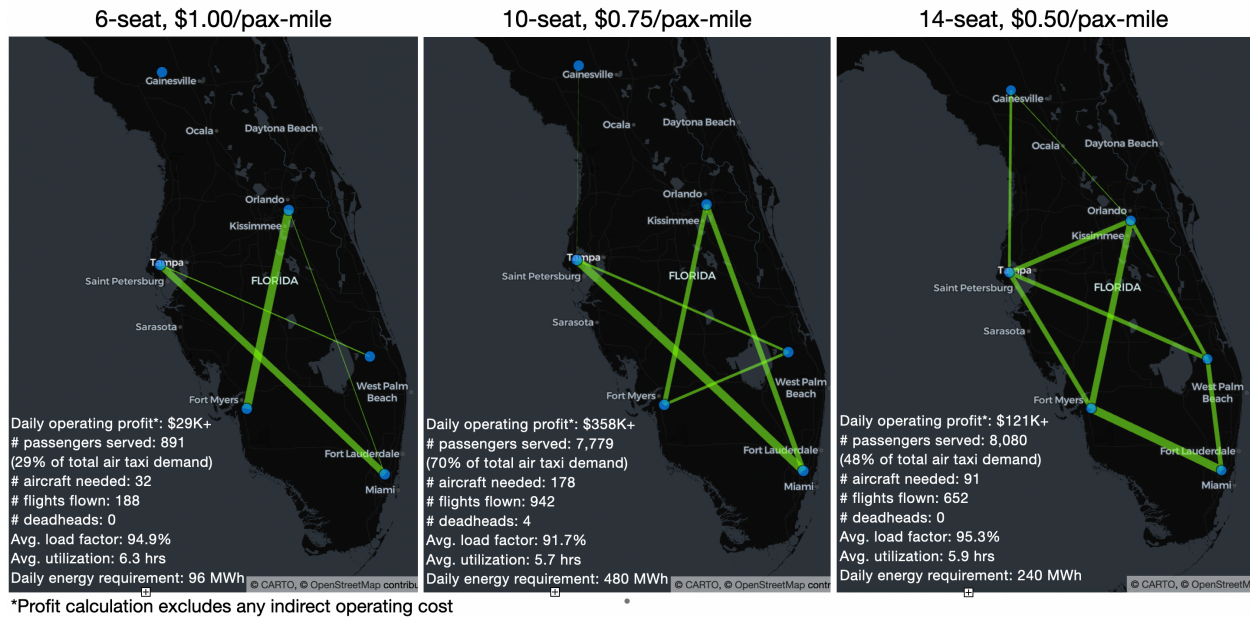 6-seat, $1.00/pax-mile
Gainesville
Ocala
Daytona Beach
Orlando
Kissimmee
Tampa
Saint Petersburg
FLORIDA
Sarasota
West Palm
Beach
Fort Myers
Fort Lauderdale
Miami
Daily operating profit*: $29K+
# passengers served: 891
(29% of total air taxi demand)
# aircraft needed: 32
# flights flown: 188
# deadheads: 0
Avg. load factor: 94.9%
Avg. utilization: 6.3 hrs
Daily energy requirement: 96 MWh
© CARTO, © OpenStreetMap contribu
10-seat, $0.75/pax-mile
Gainesville
Ocala
Daytona Beach
Orlando
Kissimmee
Tampa
Saint Petersburg
FLORIDA
Sarasota
West Palm
Beach
Fort Myers
Fort Lauderdale
Miami
Daily operating profit*: $358K+
# passengers served: 7,779
(70% of total air taxi demand)
# aircraft needed: 178
# flights flown: 942
# deadheads: 4
Avg. load factor: 91.7%
Avg. utilization: 5.7 hrs
Daily energy requirement: 480 MWh
© CARTO, © OpenStreetMap contr
14-seat, $0.50/pax-mile
Gainesville
Ocala
Daytona Beach
Orlando
Kissimmee
Tampa
Saint Petersburg
FLORIDA
Sarasota
West Palm
Beach
Fort Myers
Fort Lauderdale
Miami
Daily operating profit*: $121K+
# passengers served: 8,080
(48% of total air taxi demand)
# aircraft needed: 91
# flights flown: 652
# deadheads: 0
Avg. load factor: 95.3%
Avg. utilization: 5.9 hrs
Daily energy requirement: 240 MWh
© CARTO, © OpenStreetMap
*Profit calculation excludes any indirect operating cost